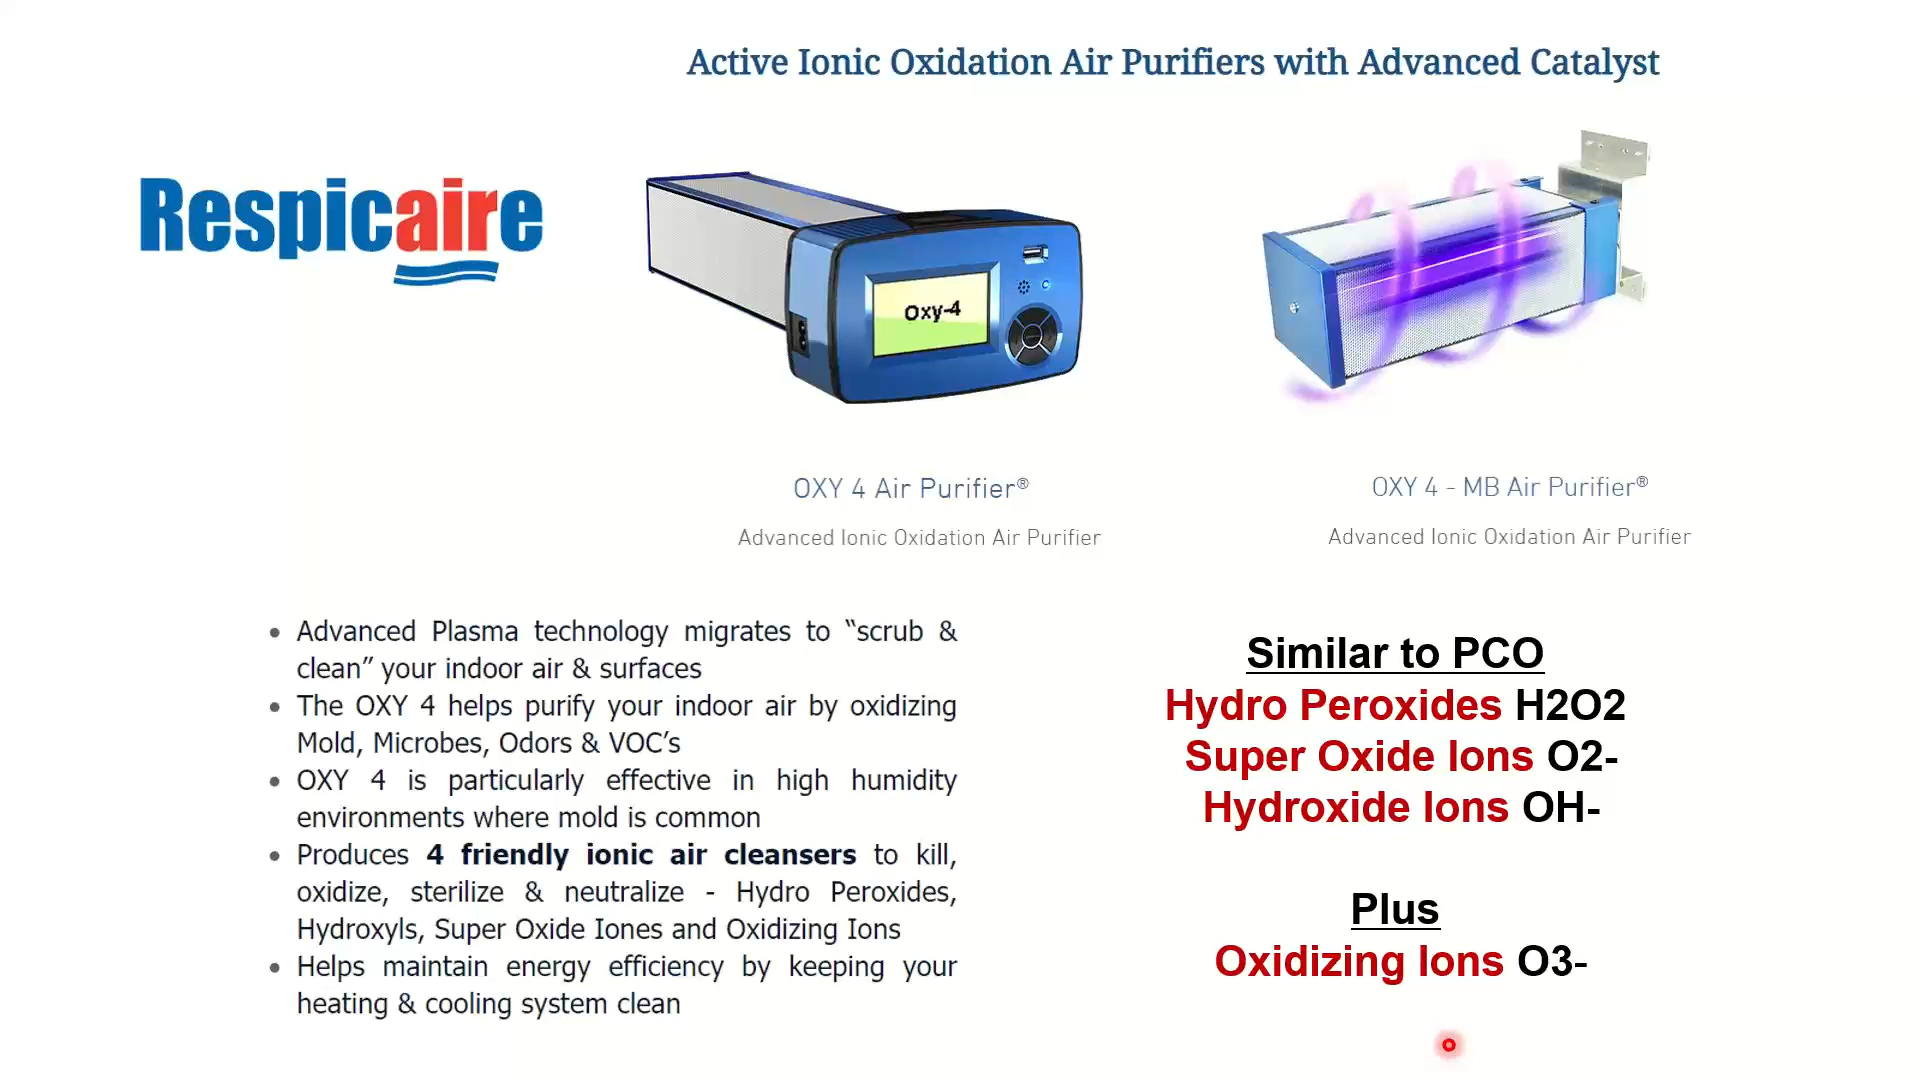 Active Ionic Oxidation Air Purifiers with Advanced Catalyst
Respicaire
Oxy-4
OXY 4 Air Purifier®
Advanced Ionic Oxidation Air Purifier
OXY 4 - MB Air Purifier®
Advanced Ionic Oxidation Air Purifier
• Advanced Plasma technology migrates to “scrub &
clean” your indoor air & surfaces
• The OXY 4 helps purify your indoor air by oxidizing
Mold, Microbes, Odors & VOC’s
• OXY 4 is particularly effective in high humidity
environments where mold is common
• Produces 4 friendly ionic air cleansers to kill,
oxidize, sterilize & neutralize - Hydro Peroxides,
Hydroxyls, Super Oxide Iones and Oxidizing Ions
• Helps maintain energy efficiency by keeping your
heating & cooling system clean
Similar to PCO
Hydro Peroxides H2O2
Super Oxide Ions O2-
Hydroxide Ions OH-
Plus
Oxidizing Ions O3-